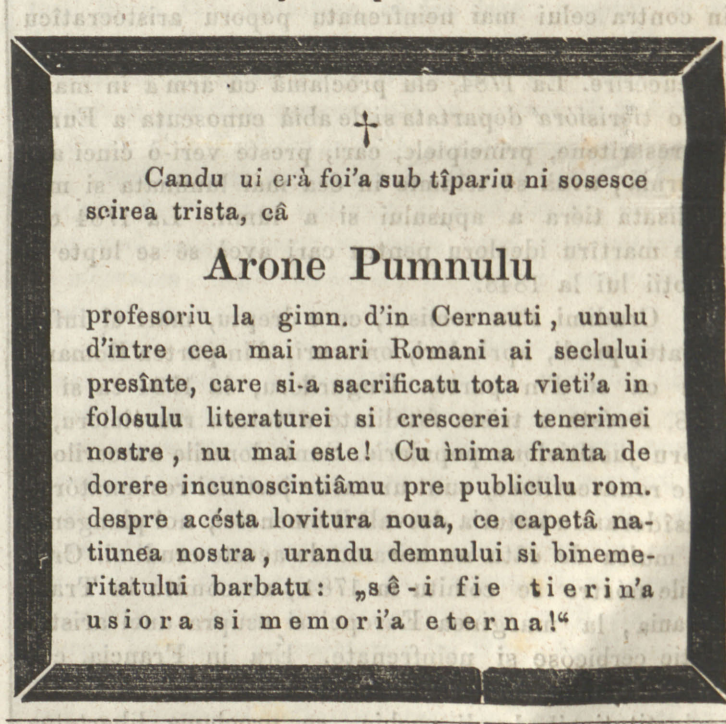 †
Candu ui erà foi'a sub tîpariu ni sosesce
scirea trista, câ
Arone Pumnulu
profesoriu la gimn. d'in Cernauti, unulu
d'intre cea mai mari Romani ai seclului
presînte, care si-a sacrificatu tota vieti'a in
folosulu literaturei si crescerei tenerimei
nostre, nu mai este! Cu ìnima franta de
dorere incunoscintiâmu pre publiculu rom.
despre acésta lovitura noua, ce capetâ na-
tiunea nostra, urandu demnului si bineme-
ritatului barbatu: „sê-i fie tierin'a
usiora si memori'a eterna!“